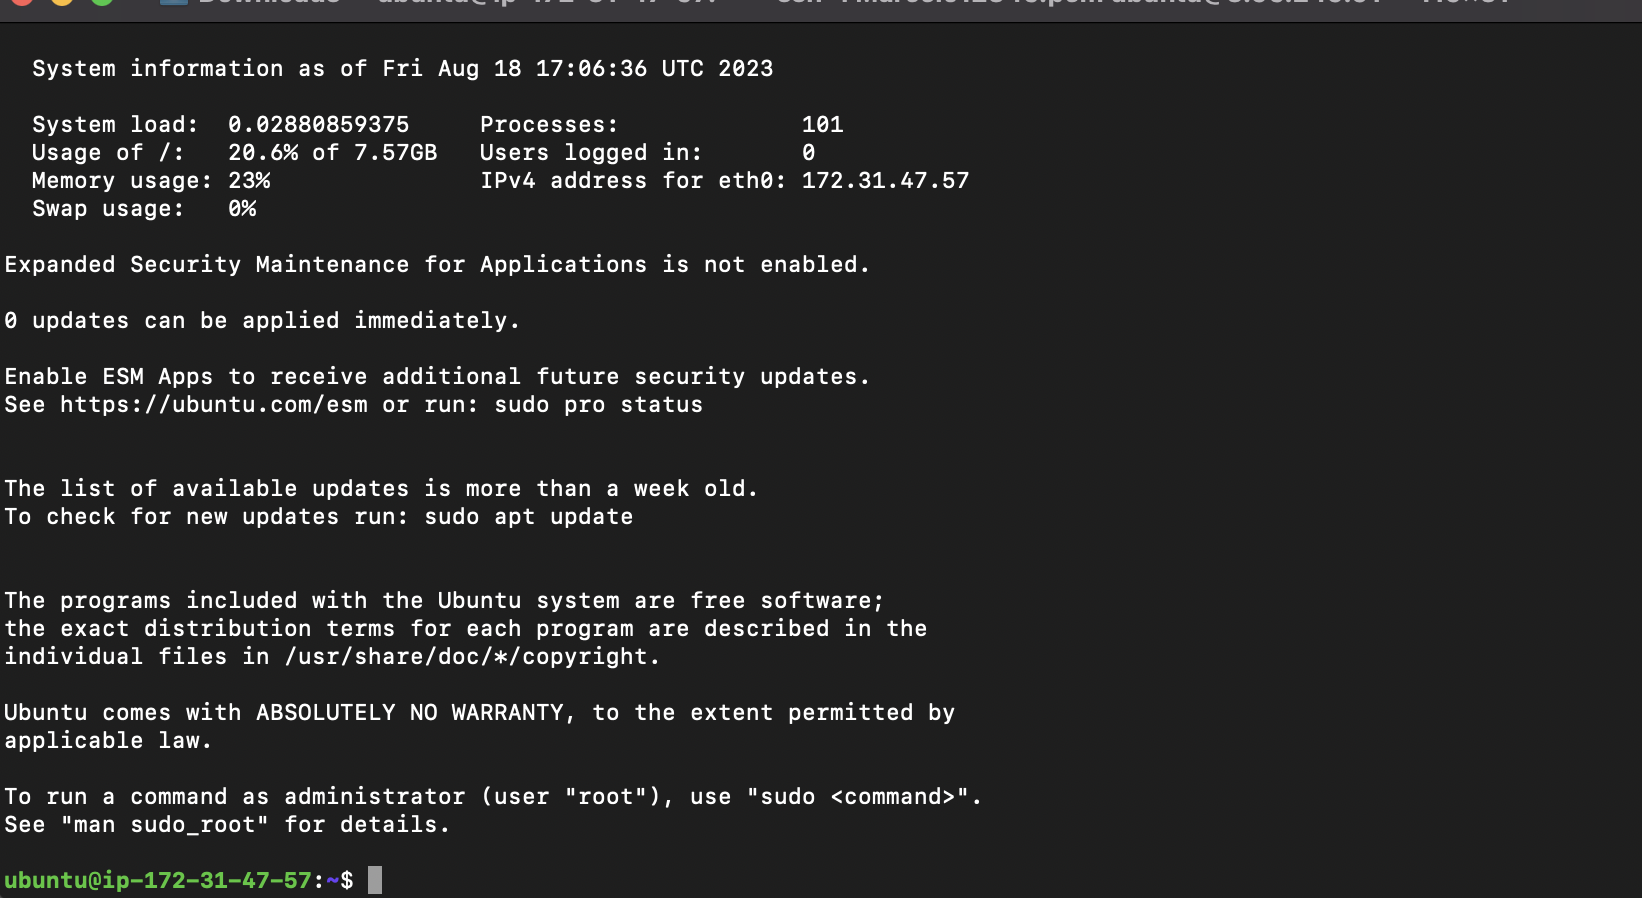 System information as of Fri Aug 18 17:06:36 UTC 2023
System load: 0.02880859375 Processes: 101
Usage of /: 20.6% of 7.57GB Users logged in: 0
Memory usage: 23% IPv4 address for eth0: 172.31.47.57
Swap usage: 0%
Expanded Security Maintenance for Applications is not enabled.
0 updates can be applied immediately.
Enable ESM Apps to receive additional future security updates.
See https://ubuntu.com/esm or run: sudo pro status
The list of available updates is more than a week old.
To check for new updates run: sudo apt update
The programs included with the Ubuntu system are free software;
the exact distribution terms for each program are described in the
individual files in /usr/share/doc/*/copyright.
Ubuntu comes with ABSOLUTELY NO WARRANTY, to the extent permitted by
applicable law.
To run a command as administrator (user "root"), use "sudo <command>".
See "man sudo_root" for details.
ubuntu@ip-172-31-47-57:~$